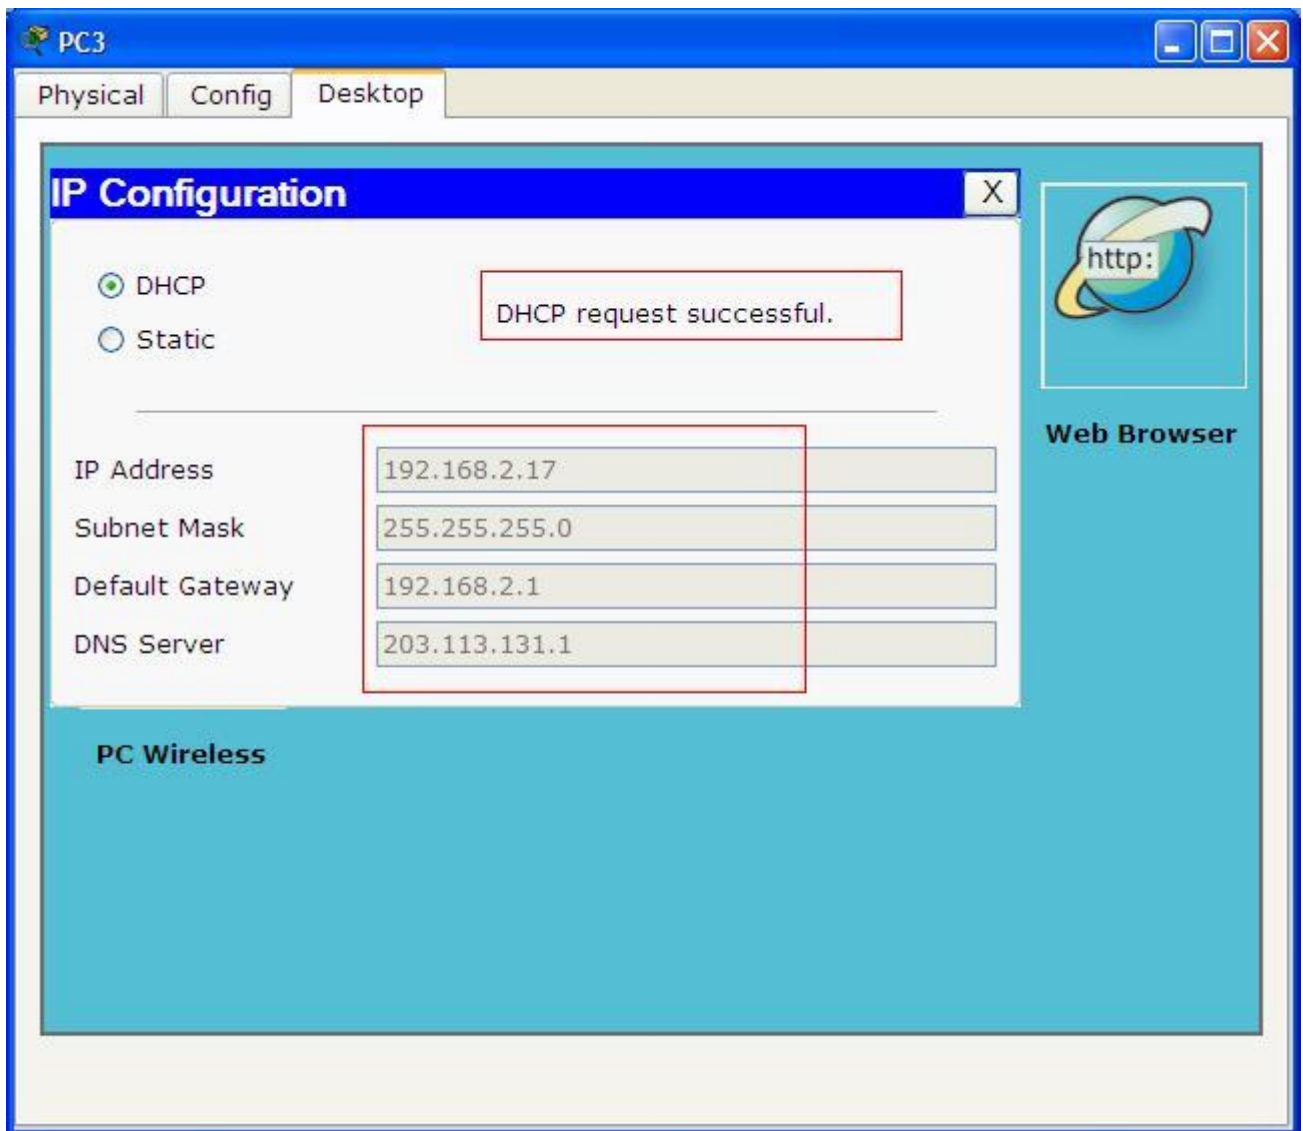 PC3
Physical Config Desktop
IP Configuration X
DHCP
DHCP request successful.
Static
http:
Web Browser
IP Address 192.168.2.17
Subnet Mask 255.255.255.0
Default Gateway 192.168.2.1
DNS Server 203.113.131.1
PC Wireless